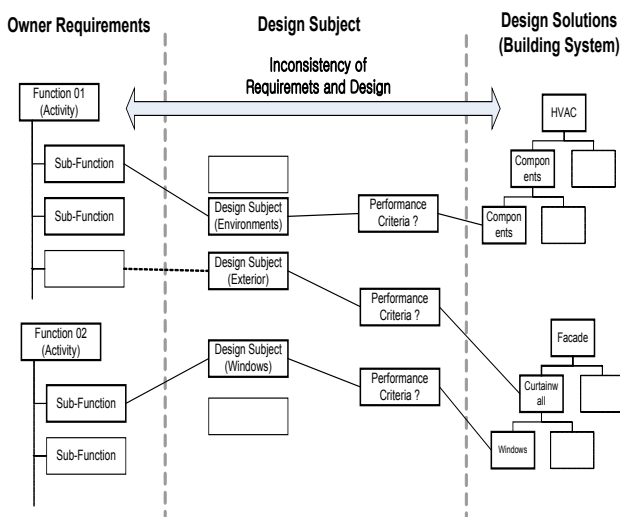 Owner Requirements
Design Subject
Design Solutions
(Building System)
Inconsistency of
Requiremets and Design
Function 01
(Activity)
Sub-Function
Sub-Function
Function 02
(Activity)
Sub-Function
Sub-Function
Design Subject
(Environments)
Design Subject
(Exterior)
Design Subject
(Windows)
Performance
Criteria ?
Performance
Criteria ?
Performance
Criteria ?
HVAC
Compon
ents
Compon
ents
Facade
Curtainw
all
Windows